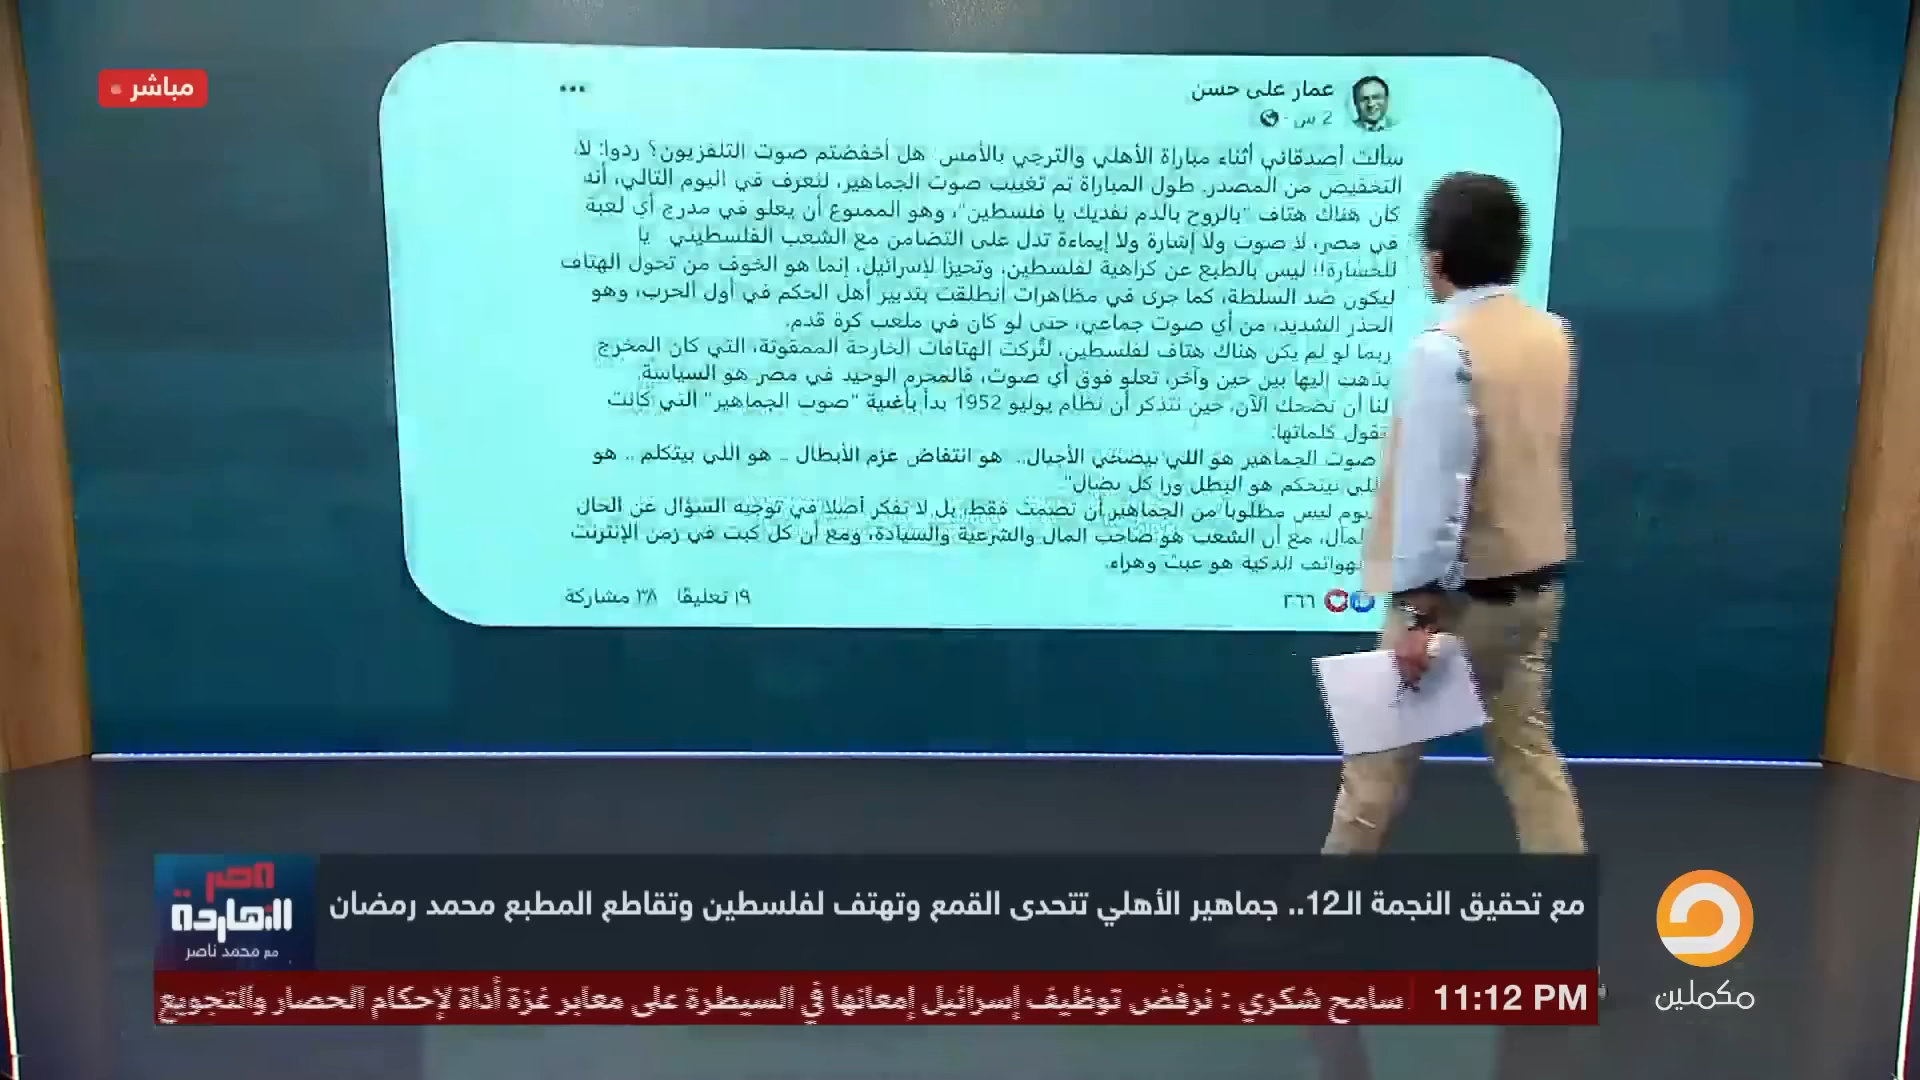 مباشر
عمار على حسن
2 س
سألت أصدقائي أثناء مباراة الأهلي والترجي بالأمس: هل أخفضتم صوت التلفزيون؟ ردوا: لا،
التخفيض من المصدر. طول المباراة تم تغييب صوت الجماهير، لنعرف في اليوم التالي، أنه
كان هناك هتاف "بالروح بالدم نفديك يا فلسطين"، وهو الممنوع أن يعلو في مدرج أي لعبة
في مصر، لا صوت ولا إشارة ولا إيماءة تدل على التضامن مع الشعب الفلسطيني. يا
للخسارة!! ليس بالطبع عن كراهية لفلسطين، وتحيزا لإسرائيل، إنما هو الخوف من تحول الهتاف
ليكون ضد السلطة، كما جرى في مظاهرات انطلقت بتدبير أهل الحكم في أول الحرب، وهو
الحذر الشديد، من أي صوت جماعي، حتى لو كان في ملعب كرة قدم.
ربما لو لم يكن هناك هتاف لفلسطين، لتُركت الهتافات الخارجة الممقوتة، التي كان المخرج
يذهب إليها بين حين وآخر، تعلو فوق أي صوت، فالمحرم الوحيد في مصر هو السياسة.
لنا أن نضحك الآن، حين نتذكر أن نظام يوليو 1952 بدأ بأغنية "صوت الجماهير" التي كانت
تقول كلماتها:
صوت الجماهير هو اللي بيصحّي الأجيال.. هو انتفاض عزم الأبطال .. هو اللي بيتكلم .. هو
اللي بيتحكم هو البطل ورا كل نضال".
ليس مطلوبا من الجماهير أن تصمت فقط، بل لا تفكر أصلا في توجيه السؤال عن الحال
مع أن الشعب هو صاحب المال والشرعية والسيادة، ومع أن كل كبت في زمن الإنترنت
الذكية هو عبث وهراء.
٢٦٦
١٩ تعليقًا ٣٨ مشاركة
مصر
النهاردة
مع محمد ناصر
مع تحقيق النجمة الـ12.. جماهير الأهلي تتحدى القمع وتهتف لفلسطين وتقاطع المطبع محمد رمضان
11:12 PM
سامح شكري : نرفض توظيف إسرائيل إمعانها في السيطرة على معابر غزة أداة لإحكام الحصار والتجويع
مكملين